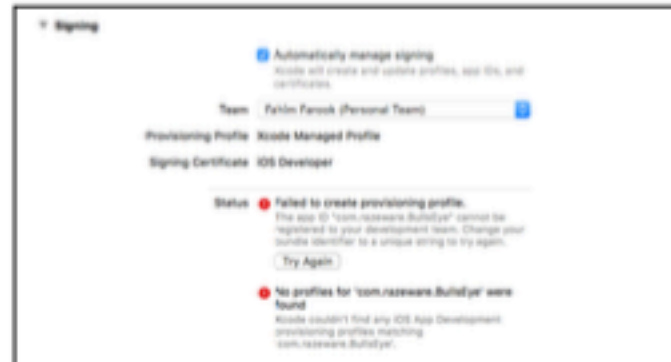 Signing
Automatically manage signing
Xcode will create and update profiles, app IDs, and
certificates.
Team Fahim Farook (Personal Team)
Provisioning Profile Xcode Managed Profile
Signing Certificate iOS Developer
Status Failed to create provisioning profile.
The app ID "com.razeware.BullsEye" cannot be
registered to your development team. Change your
bundle identifier to a unique string to try again.
Try Again
No profiles for 'com.razeware.BullsEye' were
found
Xcode couldn't find any iOS App Development
provisioning profiles matching
'com.razeware.BullsEye'.